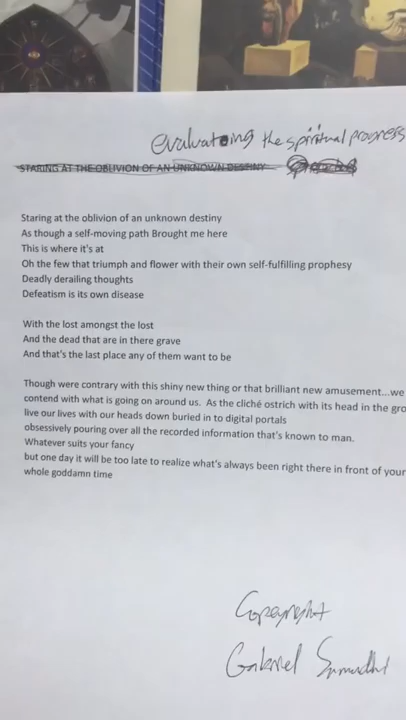 evaluating the spiritual progress
STARING AT THE OBLIVION OF AN UNKNOWN DESTINY
Staring at the oblivion of an unknown destiny
As though a self-moving path Brought me here
This is where it's at
Oh the few that triumph and flower with their own self-fulfilling prophesy
Deadly derailing thoughts
Defeatism is its own disease
With the lost amongst the lost
And the dead that are in there grave
And that's the last place any of them want to be
Though were contrary with this shiny new thing or that brilliant new amusement...we
contend with what is going on around us. As the cliché ostrich with its head in the gro
live our lives with our heads down buried in to digital portals
obsessively pouring over all the recorded information that's known to man.
Whatever suits your fancy
but one day it will be too late to realize what's always been right there in front of your
whole goddamn time
Copyright
Gabriel